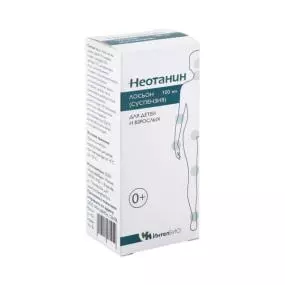 Неотанин
ЛОСЬОН 100 мл
(СУСПЕНЗИЯ)
ДЛЯ ДЕТЕЙ
И ВЗРОСЛЫХ
0+
ИнтелБИО